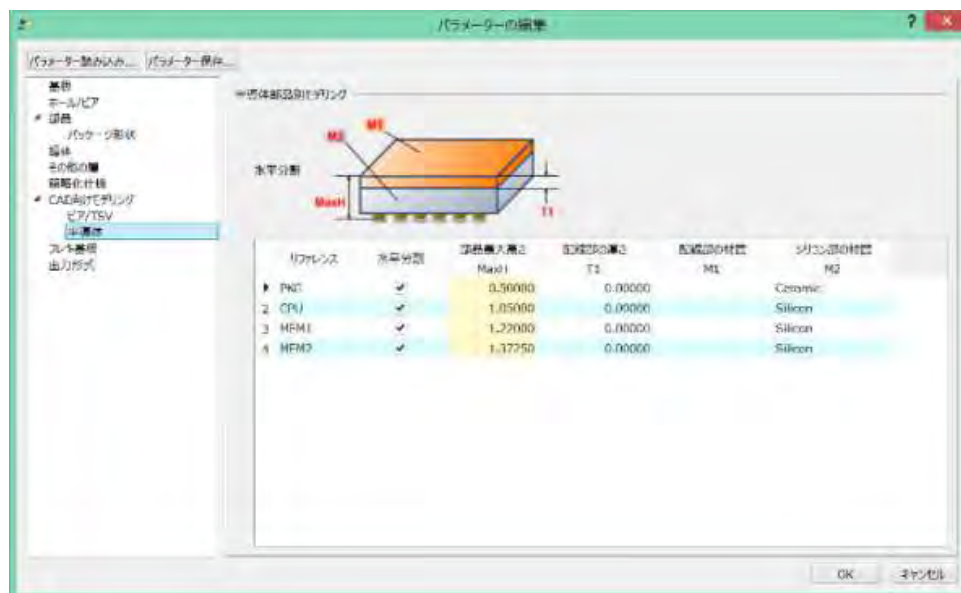 パラメーターの編集
?
パラメーター読み込み... パラメーター保存...
基板
ホール/ビア
部品
パッケージ形状
筐体
その他の層
簡略化仕様
CAD向けモデリング
ビア/TSV
半導体
フレキ基板
出力形式
半導体部品別モデリング
水平分割
M2
M1
MaxH
T1
リファレンス 水平分割 部品最大高さ MaxH 配線部の厚さ T1 配線部の材質 M1 シリコン部の材質 M2
PKG 0.50000 0.00000 Ceramic
2 CPU 1.05000 0.00000 Silicon
3 MEM1 1.22000 0.00000 Silicon
4 MEM2 1.37250 0.00000 Silicon
OK キャンセル